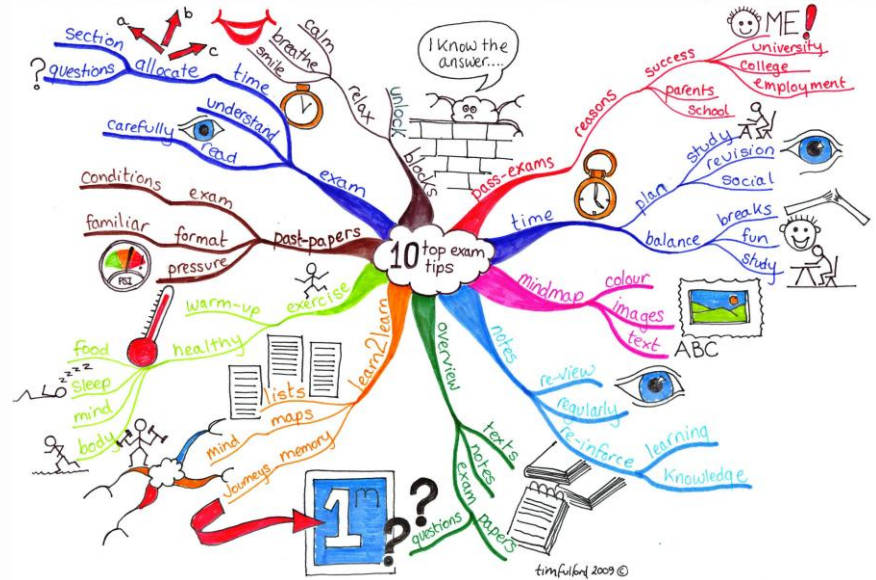 10 top exam tips
pass-exams
reasons
success
ME!
university
college
employment
parents
school
time
plan
study
revision
social
balance
breaks
fun
study
mindmap
colour
images
text
ABC
notes
re-view
regularly
re-inforce
learning
knowledge
overview
texts
notes
exam
papers
questions
learn2learn
lists
maps
mind
memory
Journeys
1m
??
exercise
warm-up
healthy
food
sleep
zzzz
mind
body
past-papers
exam
conditions
format
familiar
pressure
PSI
exam
time
allocate
section
questions
?
a
b
c
understand
read
carefully
blocks
unlock
relax
calm
breathe
smile
I know the
answer....
timfulford 2009 ©